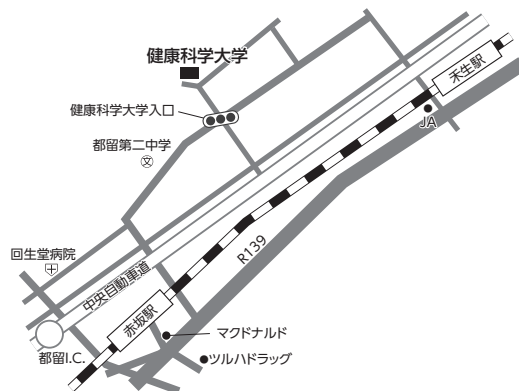 健康科学大学
禾生駅
健康科学大学入口
JA
都留第二中学
文
R139
回生堂病院
中央自動車道
赤坂駅
マクドナルド
都留I.C.
ツルハドラッグ